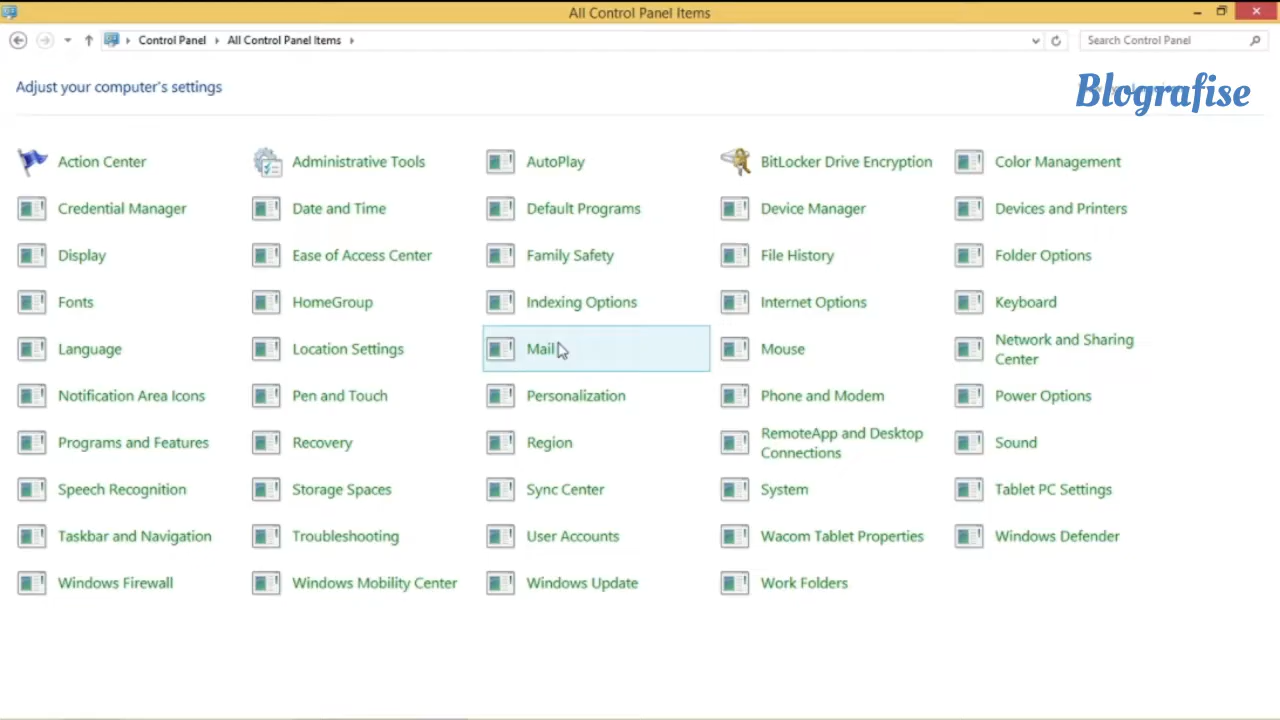 All Control Panel Items
Control Panel All Control Panel Items
Search Control Panel
Adjust your computer's settings
Blografise
Action Center
Administrative Tools
AutoPlay
BitLocker Drive Encryption
Color Management
Credential Manager
Date and Time
Default Programs
Device Manager
Devices and Printers
Display
Ease of Access Center
Family Safety
File History
Folder Options
Fonts
HomeGroup
Indexing Options
Internet Options
Keyboard
Language
Location Settings
Mail
Mouse
Network and Sharing
Center
Notification Area Icons
Pen and Touch
Personalization
Phone and Modem
Power Options
Programs and Features
Recovery
Region
RemoteApp and Desktop
Connections
Sound
Speech Recognition
Storage Spaces
Sync Center
System
Tablet PC Settings
Taskbar and Navigation
Troubleshooting
User Accounts
Wacom Tablet Properties
Windows Defender
Windows Firewall
Windows Mobility Center
Windows Update
Work Folders